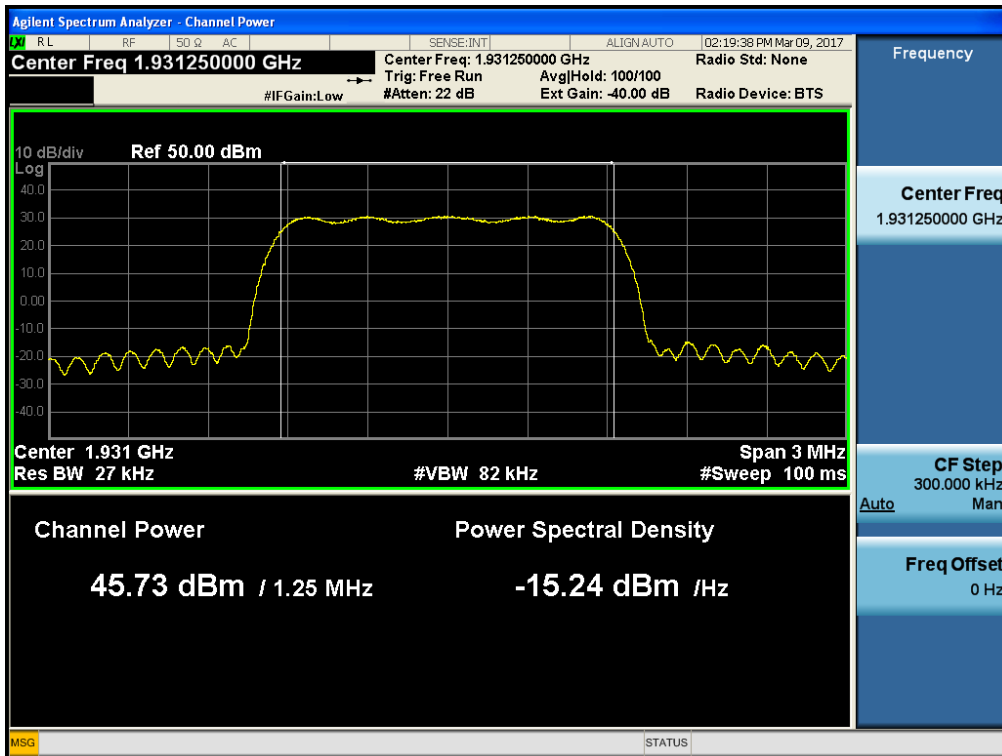 Agilent Spectrum Analyzer - Channel Power
LXI RL RF 50 Ω AC SENSE:INT ALIGN AUTO 02:19:38 PM Mar 09, 2017
Center Freq 1.931250000 GHz
Center Freq: 1.931250000 GHz Radio Std: None
Trig: Free Run Avg|Hold: 100/100
#IFGain:Low #Atten: 22 dB Ext Gain: -40.00 dB Radio Device: BTS
10 dB/div Ref 50.00 dBm
Log
40.0
30.0
20.0
10.0
0.00
-10.0
-20.0
-30.0
-40.0
Center 1.931 GHz Span 3 MHz
Res BW 27 kHz #VBW 82 kHz #Sweep 100 ms
Channel Power Power Spectral Density
45.73 dBm / 1.25 MHz -15.24 dBm /Hz
Frequency
Center Freq
1.931250000 GHz
CF Step
300.000 kHz
Auto Man
Freq Offset
0 Hz
MSG STATUS